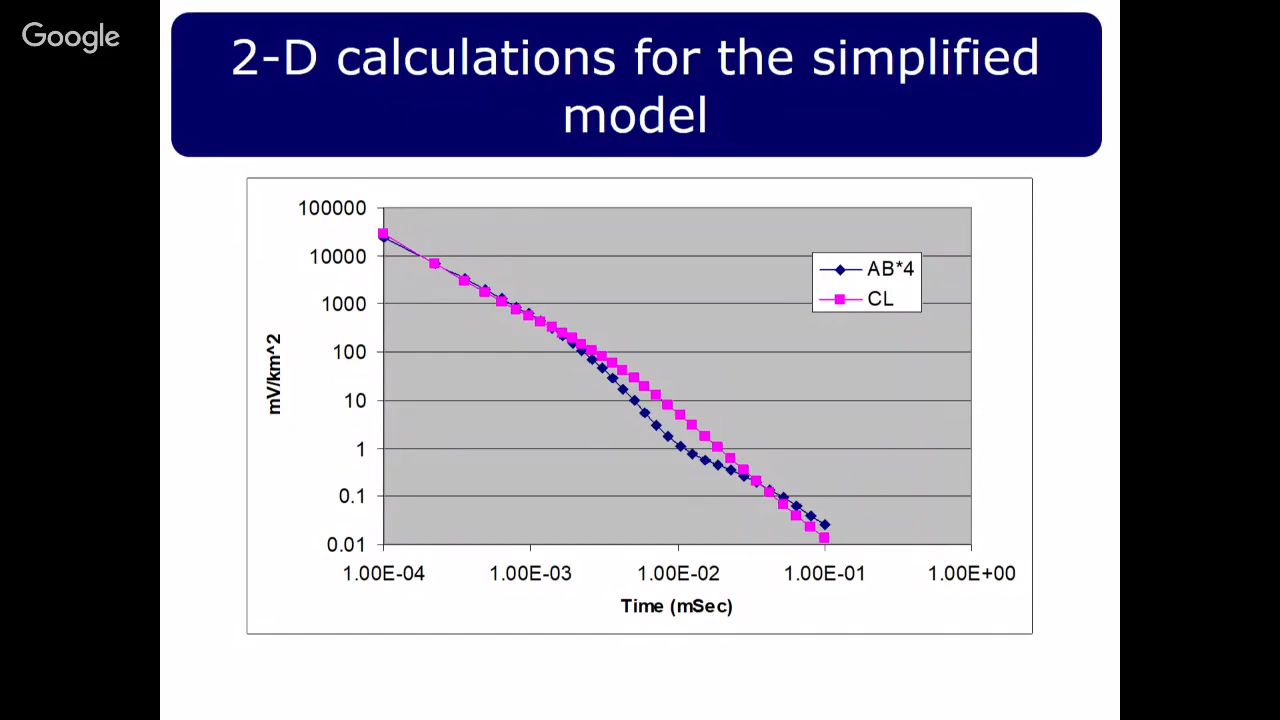 Google
2-D calculations for the simplified
model
100000
10000
1000
100
10
1
0.1
0.01
mV/km^2
AB*4
CL
1.00E-04 1.00E-03 1.00E-02 1.00E-01 1.00E+00
Time (mSec)